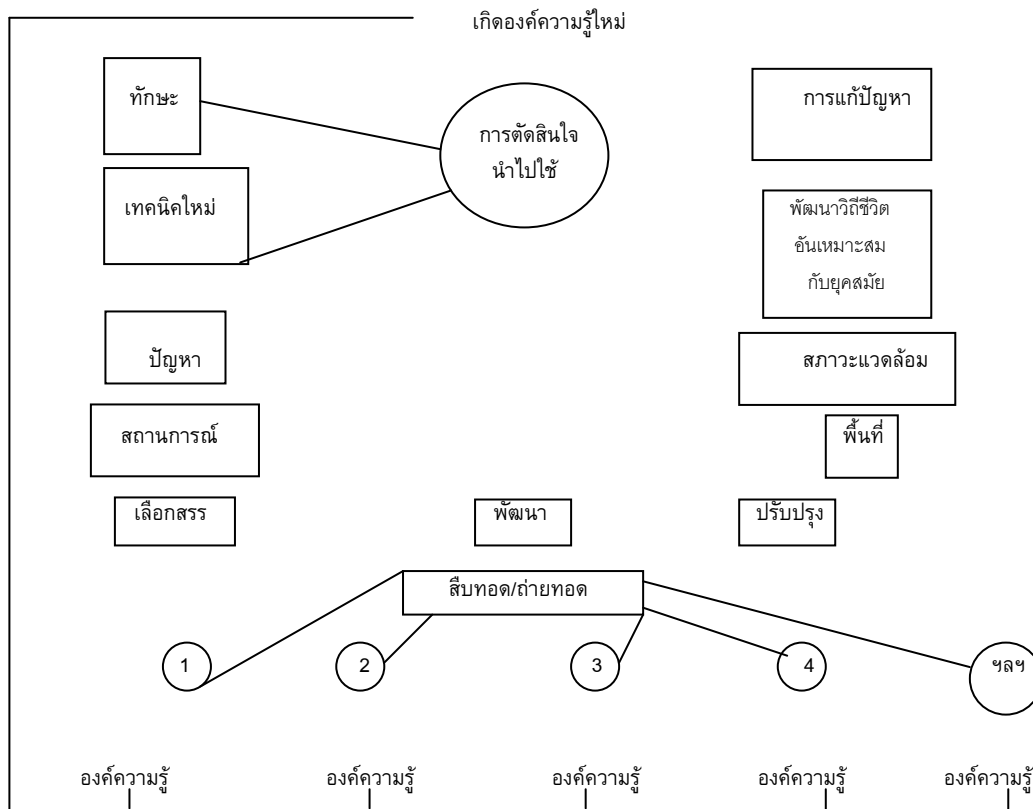 เกิดองค์ความรู้ใหม่
ทักษะ
การแก้ปัญหา
การตัดสินใจ
นำไปใช้
เทคนิคใหม่
พัฒนาวิถีชีวิต
อันเหมาะสม
กับยุคสมัย
ปัญหา
สภาวะแวดล้อม
สถานการณ์
พื้นที่
เลือกสรร
พัฒนา
ปรับปรุง
สืบทอด/ถ่ายทอด
1
2
3
4
ฯลฯ
องค์ความรู้
องค์ความรู้
องค์ความรู้
องค์ความรู้
องค์ความรู้